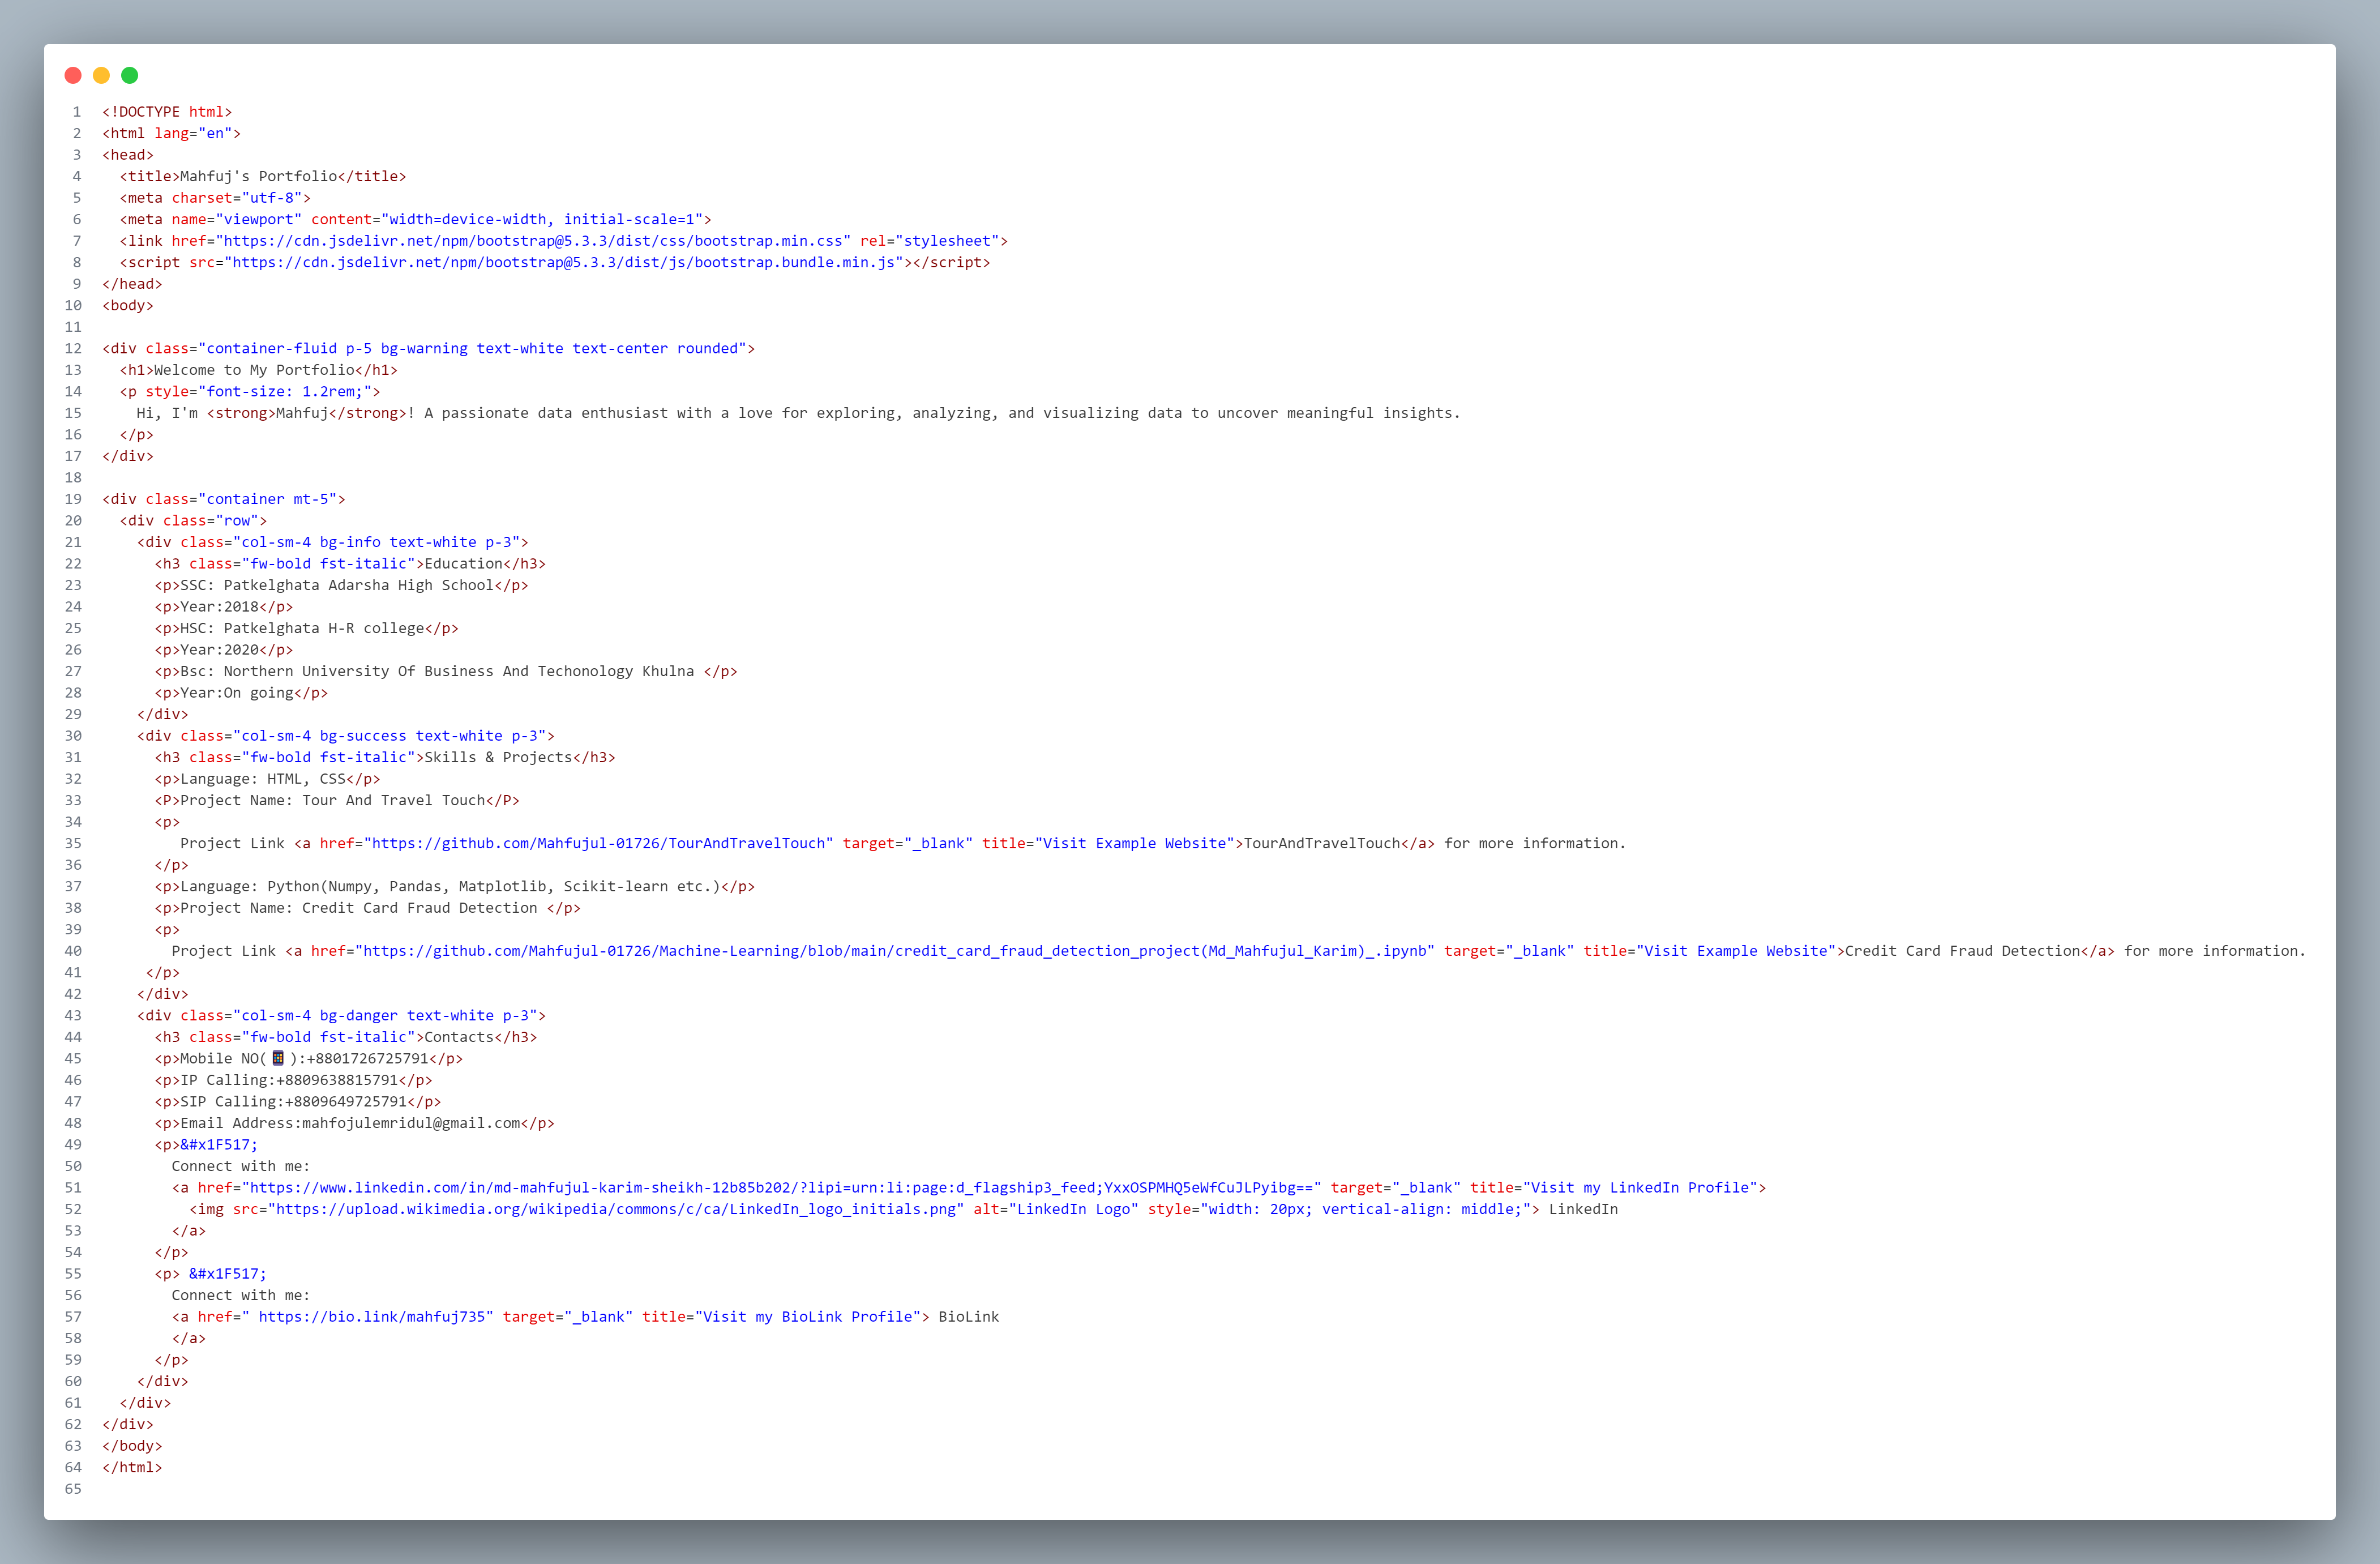 1 <!DOCTYPE html>
2 <html lang="en">
3 <head>
4   <title>Mahfuj's Portfolio</title>
5   <meta charset="utf-8">
6   <meta name="viewport" content="width=device-width, initial-scale=1">
7   <link href="https://cdn.jsdelivr.net/npm/bootstrap@5.3.3/dist/css/bootstrap.min.css" rel="stylesheet">
8   <script src="https://cdn.jsdelivr.net/npm/bootstrap@5.3.3/dist/js/bootstrap.bundle.min.js"></script>
9 </head>
10 <body>
11
12 <div class="container-fluid p-5 bg-warning text-white text-center rounded">
13   <h1>Welcome to My Portfolio</h1>
14   <p style="font-size: 1.2rem;">
15     Hi, I'm <strong>Mahfuj</strong>! A passionate data enthusiast with a love for exploring, analyzing, and visualizing data to uncover meaningful insights.
16   </p>
17 </div>
18
19 <div class="container mt-5">
20   <div class="row">
21     <div class="col-sm-4 bg-info text-white p-3">
22       <h3 class="fw-bold fst-italic">Education</h3>
23       <p>SSC: Patkelghata Adarsha High School</p>
24       <p>Year:2018</p>
25       <p>HSC: Patkelghata H-R college</p>
26       <p>Year:2020</p>
27       <p>Bsc: Northern University Of Business And Techonology Khulna </p>
28       <p>Year:On going</p>
29     </div>
30     <div class="col-sm-4 bg-success text-white p-3">
31       <h3 class="fw-bold fst-italic">Skills & Projects</h3>
32       <p>Language: HTML, CSS</p>
33       <P>Project Name: Tour And Travel Touch</P>
34       <p>
35          Project Link <a href="https://github.com/Mahfujul-01726/TourAndTravelTouch" target="_blank" title="Visit Example Website">TourAndTravelTouch</a> for more information.
36       </p>
37       <p>Language: Python(Numpy, Pandas, Matplotlib, Scikit-learn etc.)</p>
38       <p>Project Name: Credit Card Fraud Detection </p>
39       <p>
40         Project Link <a href="https://github.com/Mahfujul-01726/Machine-Learning/blob/main/credit_card_fraud_detection_project(Md_Mahfujul_Karim)_.ipynb" target="_blank" title="Visit Example Website">Credit Card Fraud Detection</a> for more information.
41      </p>
42     </div>
43     <div class="col-sm-4 bg-danger text-white p-3">
44       <h3 class="fw-bold fst-italic">Contacts</h3>
45       <p>Mobile NO(📱):+8801726725791</p>
46       <p>IP Calling:+8809638815791</p>
47       <p>SIP Calling:+8809649725791</p>
48       <p>Email Address:mahfojulemridul@gmail.com</p>
49       <p>&#x1F517;
50         Connect with me:
51         <a href="https://www.linkedin.com/in/md-mahfujul-karim-sheikh-12b85b202/?lipi=urn:li:page:d_flagship3_feed;YxxOSPMHQ5eWfCuJLPyibg==" target="_blank" title="Visit my LinkedIn Profile">
52           <img src="https://upload.wikimedia.org/wikipedia/commons/c/ca/LinkedIn_logo_initials.png" alt="LinkedIn Logo" style="width: 20px; vertical-align: middle;"> LinkedIn
53         </a>
54       </p>
55       <p> &#x1F517;
56         Connect with me:
57         <a href=" https://bio.link/mahfuj735" target="_blank" title="Visit my BioLink Profile"> BioLink
58         </a>
59       </p>
60     </div>
61   </div>
62 </div>
63 </body>
64 </html>
65